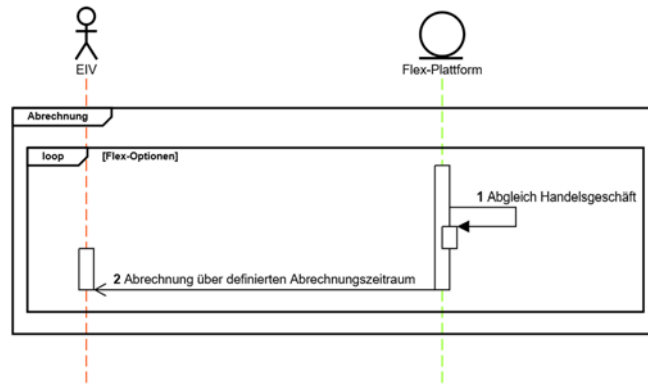 EIV
Flex-Plattform
Abrechnung
loop
[Flex-Optionen]
1 Abgleich Handelsgeschäft
2 Abrechnung über definierten Abrechnungszeitraum